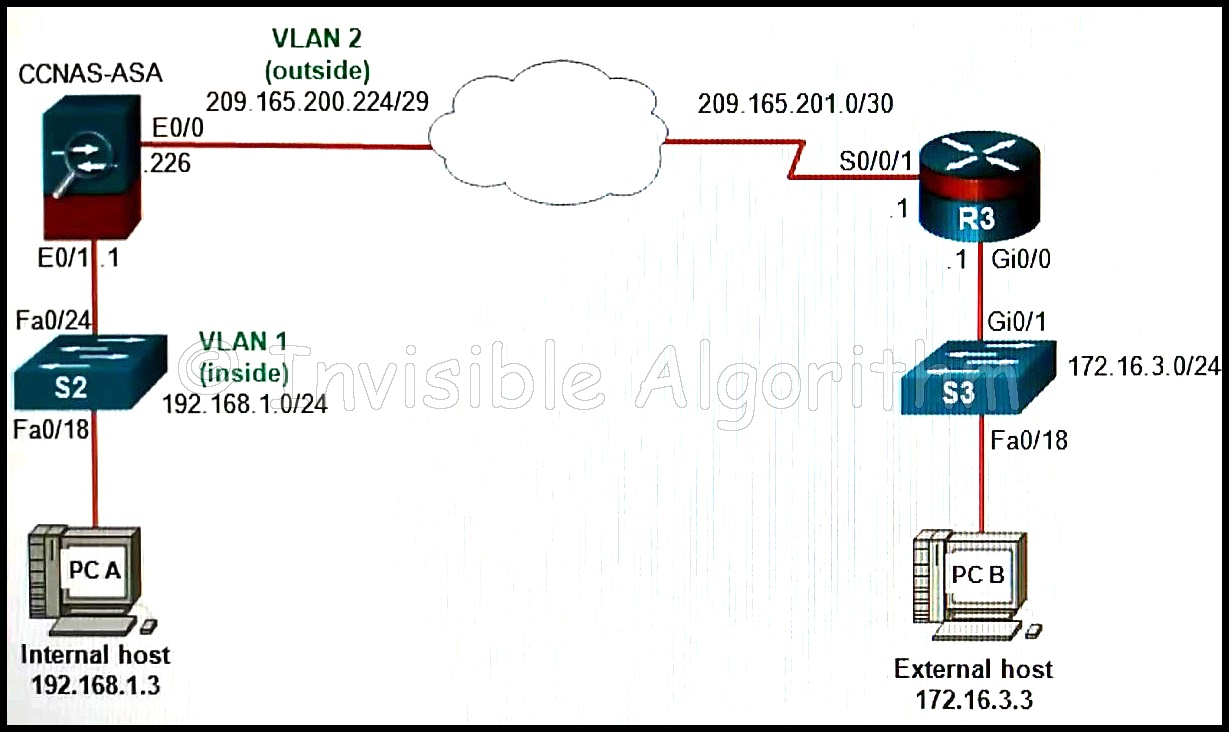 VLAN 2
(outside)
209.165.200.224/29
CCNAS-ASA
E0/0
.226
209.165.201.0/30
S0/0/1
.1
R3
E0/1 .1
.1 Gi0/0
Fa0/24
Gi0/1
VLAN 1
(inside)
192.168.1.0/24
S2
© Invisible Algorithm
S3
172.16.3.0/24
Fa0/18
Fa0/18
PC A
PC B
Internal host
192.168.1.3
External host
172.16.3.3